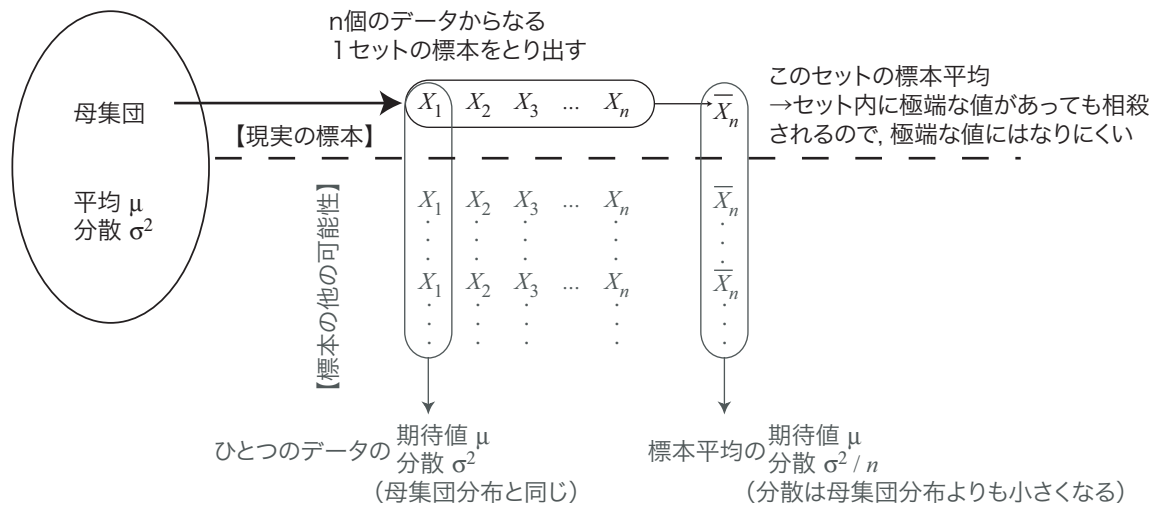 n個のデータからなる
1セットの標本をとり出す
母集団
X₁ X₂ X₃ ... Xₙ
X̅ₙ
このセットの標本平均
→セット内に極端な値があっても相殺
されるので, 極端な値にはなりにくい
【現実の標本】
平均 μ
分散 σ²
【標本の他の可能性】
X₁ X₂ X₃ ... Xₙ X̅ₙ
X₁ X₂ X₃ ... Xₙ X̅ₙ
ひとつのデータの 期待値 μ
分散 σ²
(母集団分布と同じ)
標本平均の 期待値 μ
分散 σ² / n
(分散は母集団分布よりも小さくなる)